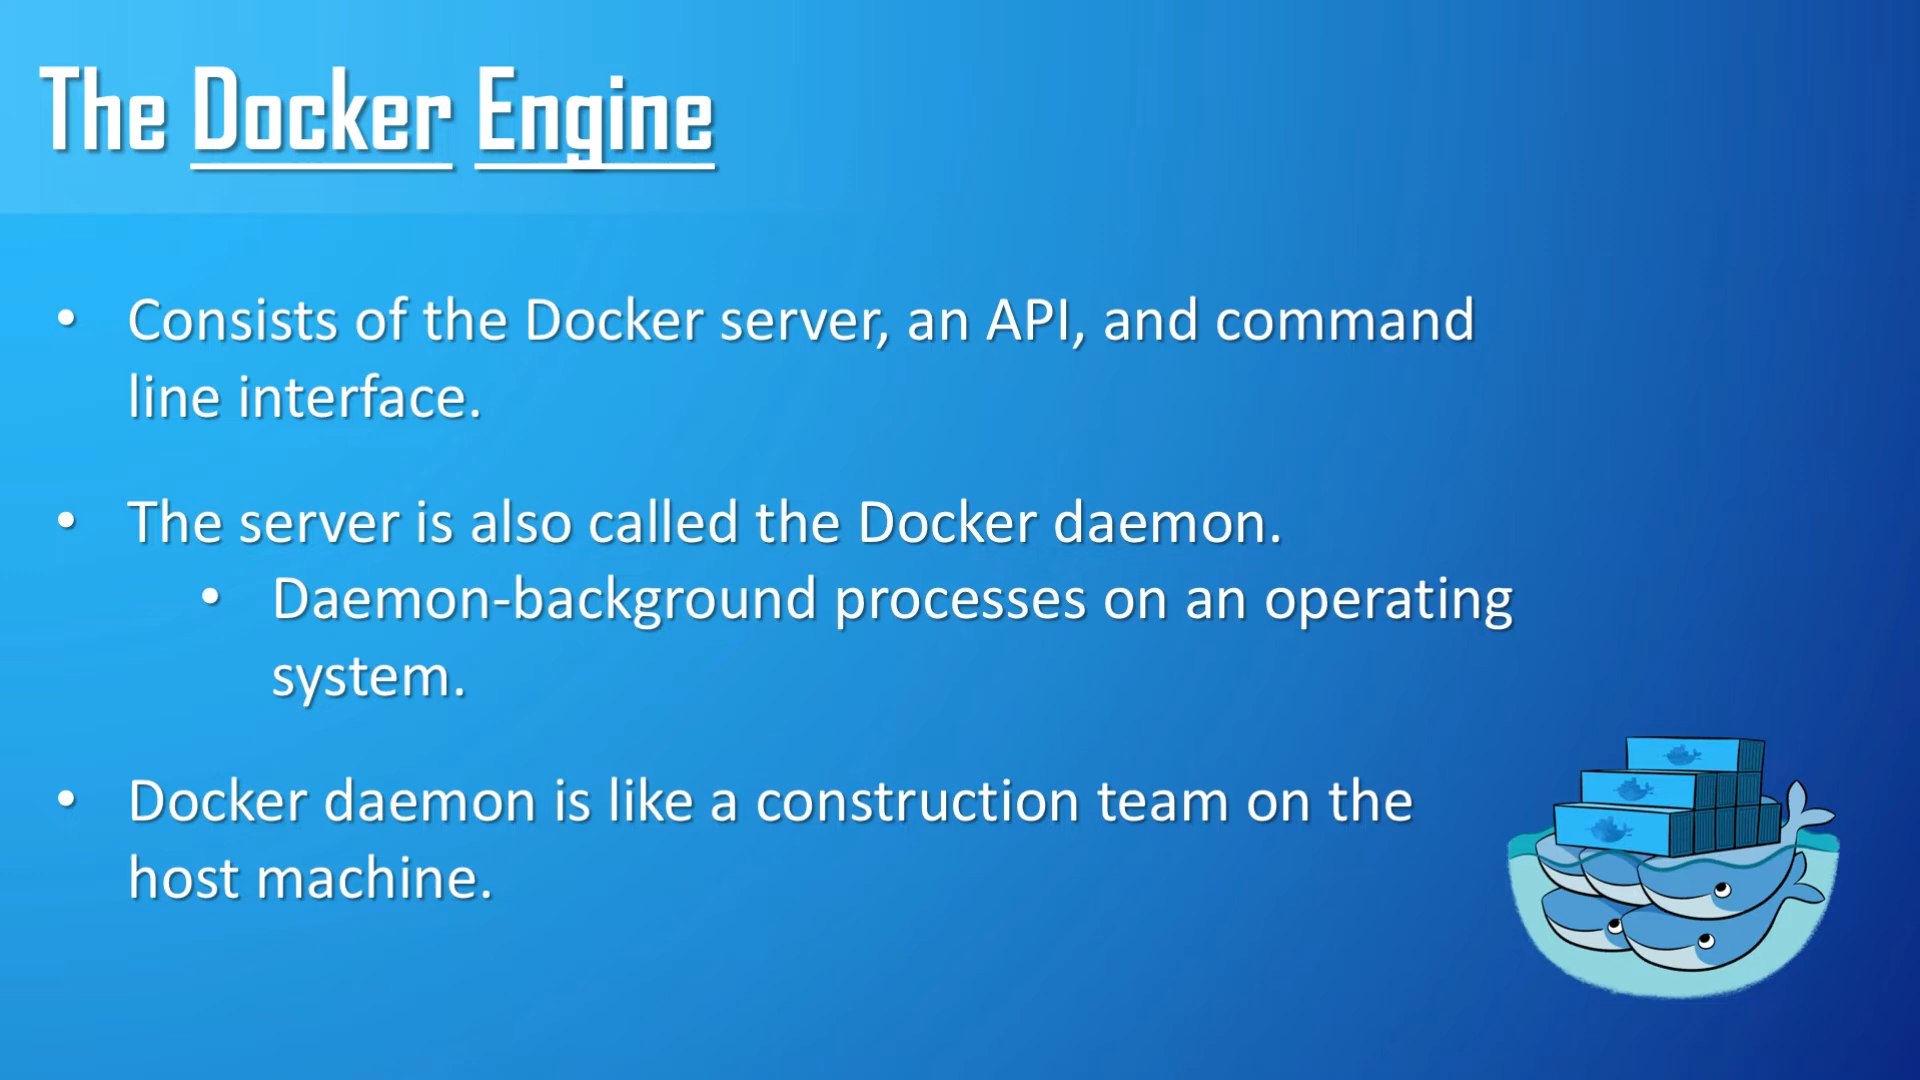 The Docker Engine
• Consists of the Docker server, an API, and command
line interface.
• The server is also called the Docker daemon.
• Daemon-background processes on an operating
system.
• Docker daemon is like a construction team on the
host machine.